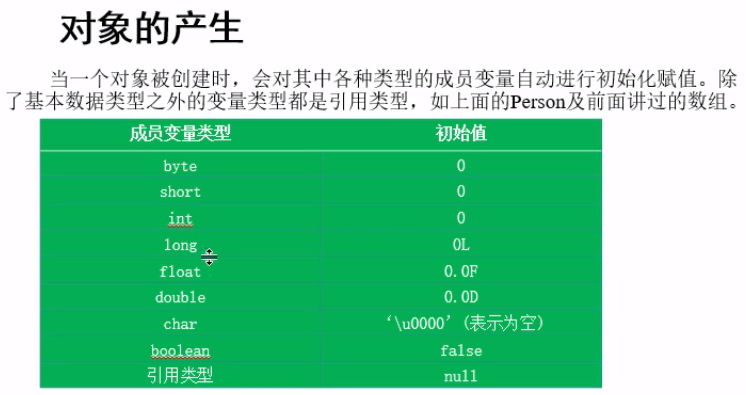 对象的产生
当一个对象被创建时，会对其中各种类型的成员变量自动进行初始化赋值。除
了基本数据类型之外的变量类型都是引用类型，如上面的Person及前面讲过的数组。
成员变量类型 初始值
byte 0
short 0
int 0
long 0L
float 0.0F
double 0.0D
char ‘\u0000’(表示为空)
boolean false
引用类型 null